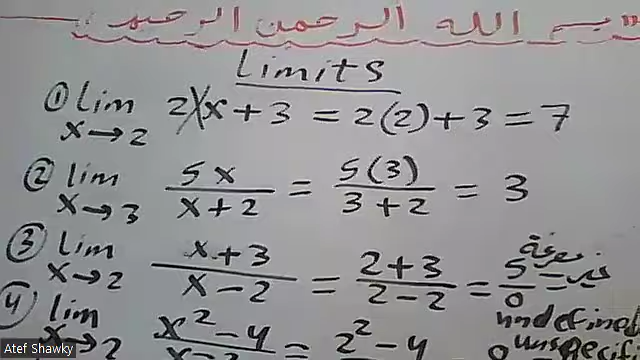 بسم الله الرحمن الرحيم
Limits
① lim x→2 2x + 3 = 2(2) + 3 = 7
② lim x→3 5x / x + 2 = 5(3) / 3 + 2 = 3
③ lim x→2 x + 3 / x − 2 = 2 + 3 / 2 − 2 = 5 / 0 = غير معرفة
undefined
④ lim x→2 x² − 4 / = 2² − 4
Atef Shawky